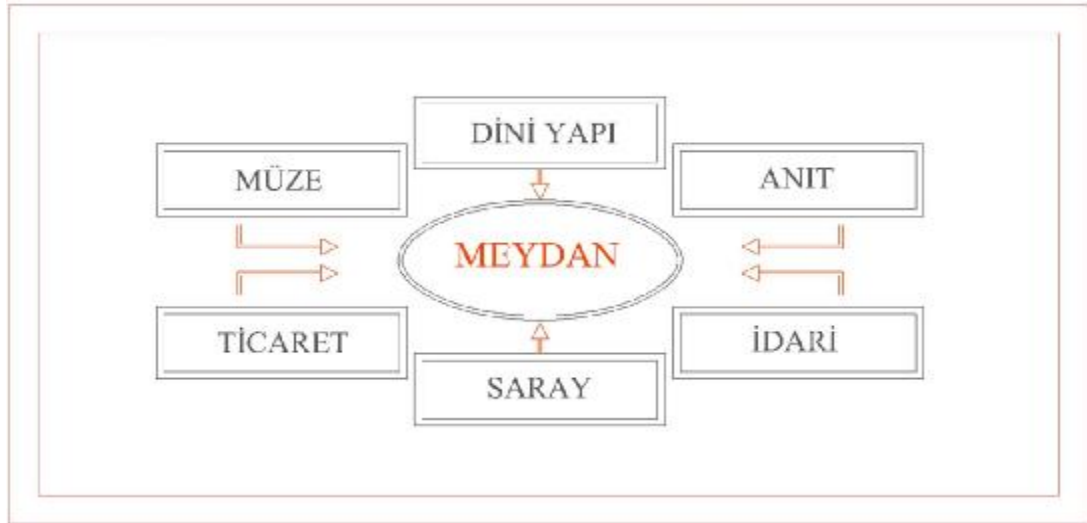 DİNİ YAPI
MÜZE
ANIT
MEYDAN
TİCARET
İDARİ
SARAY